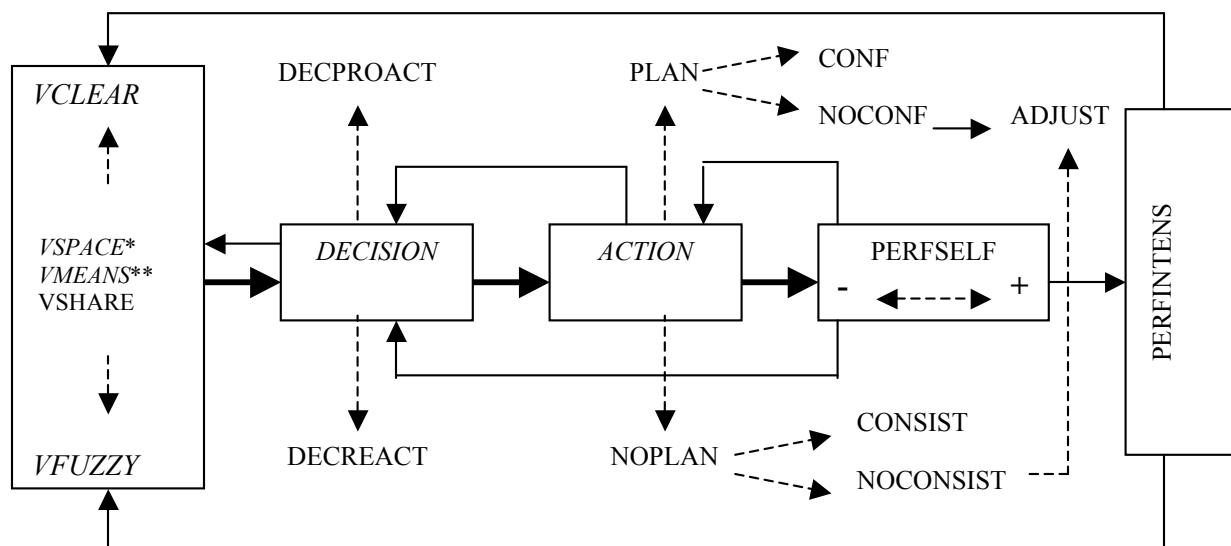 VCLEAR
VSPACE*
VMEANS**
VSHARE
VFUZZY
DECPROACT
DECISION
DECREACT
PLAN
CONF
NOCONF
ADJUST
ACTION
NOPLAN
CONSIST
NOCONSIST
PERFSELF
- +
PERFINTENS